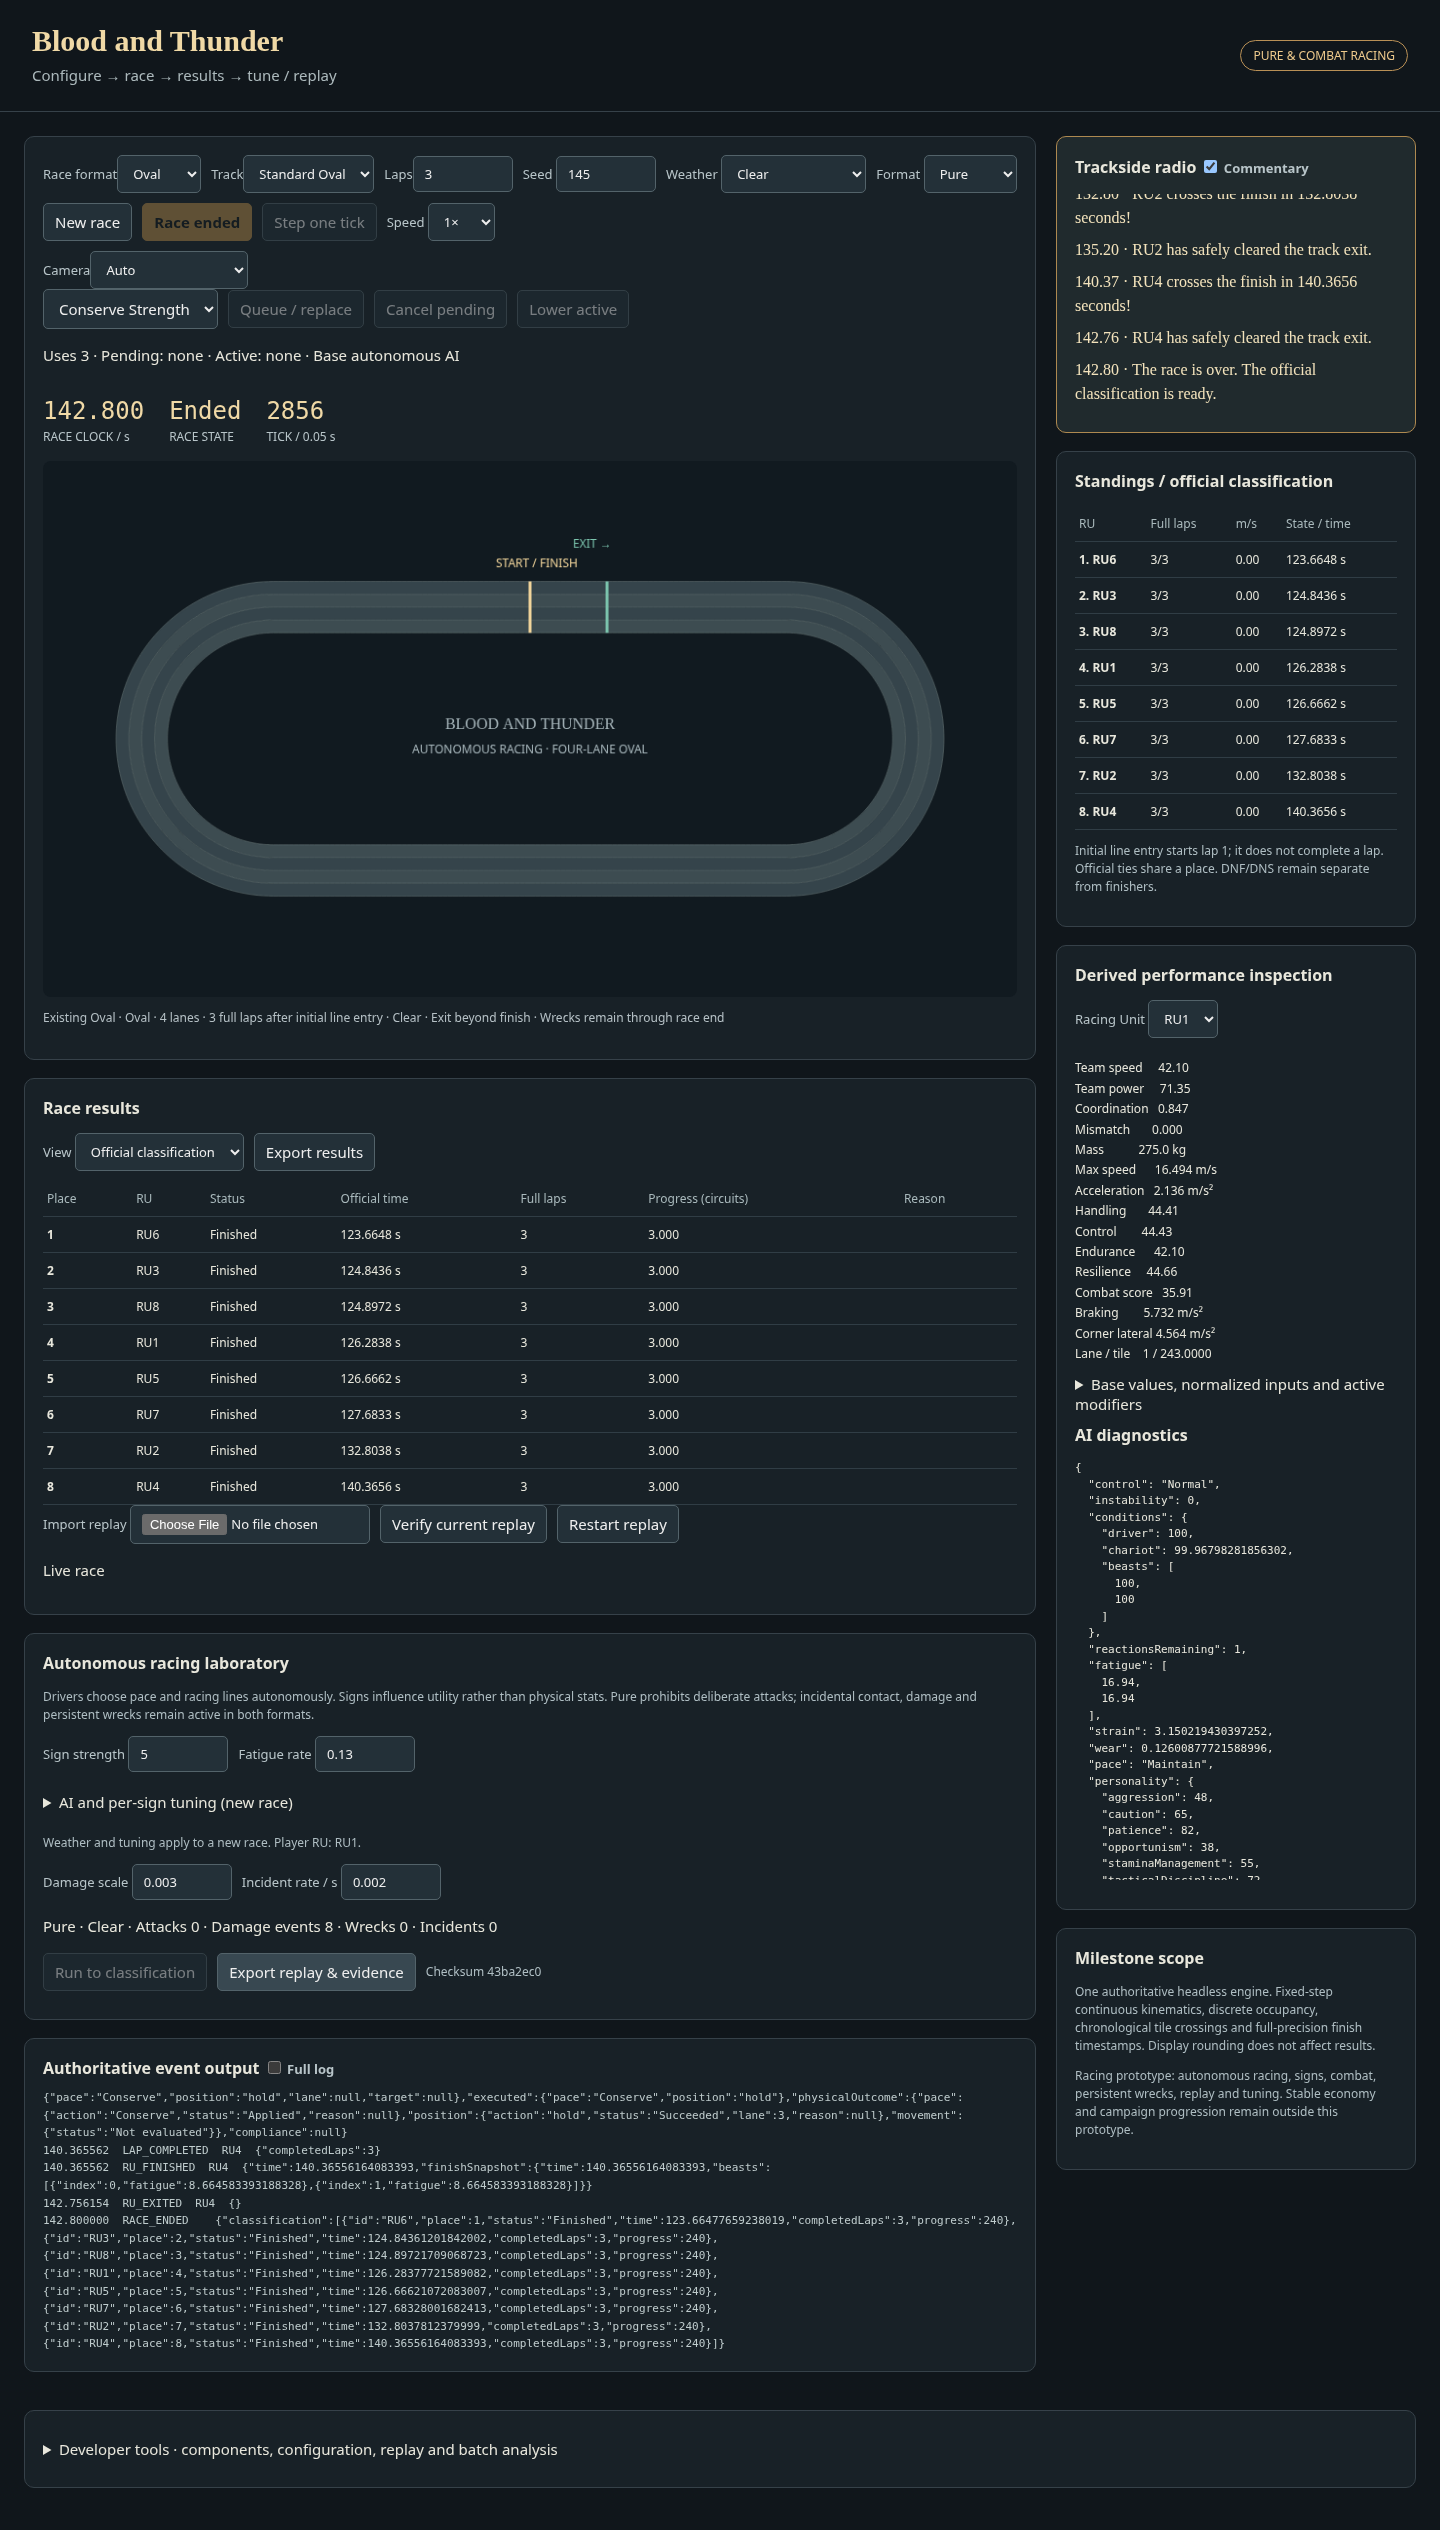 Blood and Thunder
Configure → race → results → tune / replay
PURE & COMBAT RACING
Race format Oval Track Standard Oval Laps 3 Seed 145 Weather Clear Format Pure
New race Race ended Step one tick Speed 1×
Camera Auto
Conserve Strength Queue / replace Cancel pending Lower active
Uses 3 · Pending: none · Active: none · Base autonomous AI
142.800 Ended 2856
RACE CLOCK / s RACE STATE TICK / 0.05 s
EXIT →
START / FINISH
BLOOD AND THUNDER
AUTONOMOUS RACING · FOUR-LANE OVAL
Existing Oval · Oval · 4 lanes · 3 full laps after initial line entry · Clear · Exit beyond finish · Wrecks remain through race end
Race results
View Official classification Export results
Place RU Status Official time Full laps Progress (circuits) Reason
1 RU6 Finished 123.6648 s 3 3.000
2 RU3 Finished 124.8436 s 3 3.000
3 RU8 Finished 124.8972 s 3 3.000
4 RU1 Finished 126.2838 s 3 3.000
5 RU5 Finished 126.6662 s 3 3.000
6 RU7 Finished 127.6833 s 3 3.000
7 RU2 Finished 132.8038 s 3 3.000
8 RU4 Finished 140.3656 s 3 3.000
Import replay Choose File No file chosen Verify current replay Restart replay
Live race
Autonomous racing laboratory
Drivers choose pace and racing lines autonomously. Signs influence utility rather than physical stats. Pure prohibits deliberate attacks; incidental contact, damage and
persistent wrecks remain active in both formats.
Sign strength 5 Fatigue rate 0.13
▶ AI and per-sign tuning (new race)
Weather and tuning apply to a new race. Player RU: RU1.
Damage scale 0.003 Incident rate / s 0.002
Pure · Clear · Attacks 0 · Damage events 8 · Wrecks 0 · Incidents 0
Run to classification Export replay & evidence Checksum 43ba2ec0
Authoritative event output Full log
{"pace":"Conserve","position":"hold","lane":null,"target":null},"executed":{"pace":"Conserve","position":"hold"},"physicalOutcome":{"pace":
{"action":"Conserve","status":"Applied","reason":null},"position":{"action":"hold","status":"Succeeded","lane":3,"reason":null},"movement":
{"status":"Not evaluated"}},"compliance":null}
140.365562 LAP_COMPLETED RU4 {"completedLaps":3}
140.365562 RU_FINISHED RU4 {"time":140.36556164083393,"finishSnapshot":{"time":140.36556164083393,"beasts":
[{"index":0,"fatigue":8.664583393188328},{"index":1,"fatigue":8.664583393188328}]}}
142.756154 RU_EXITED RU4 {}
142.800000 RACE_ENDED {"classification":[{"id":"RU6","place":1,"status":"Finished","time":123.66477659238019,"completedLaps":3,"progress":240},
{"id":"RU3","place":2,"status":"Finished","time":124.84361201842002,"completedLaps":3,"progress":240},
{"id":"RU8","place":3,"status":"Finished","time":124.89721709068723,"completedLaps":3,"progress":240},
{"id":"RU1","place":4,"status":"Finished","time":126.28377721589082,"completedLaps":3,"progress":240},
{"id":"RU5","place":5,"status":"Finished","time":126.66621072083007,"completedLaps":3,"progress":240},
{"id":"RU7","place":6,"status":"Finished","time":127.68328001682413,"completedLaps":3,"progress":240},
{"id":"RU2","place":7,"status":"Finished","time":132.8037812379999,"completedLaps":3,"progress":240},
{"id":"RU4","place":8,"status":"Finished","time":140.36556164083393,"completedLaps":3,"progress":240}]}
Trackside radio Commentary
132.80 · RU2 crosses the finish in 132.8038
seconds!
135.20 · RU2 has safely cleared the track exit.
140.37 · RU4 crosses the finish in 140.3656
seconds!
142.76 · RU4 has safely cleared the track exit.
142.80 · The race is over. The official
classification is ready.
Standings / official classification
RU Full laps m/s State / time
1. RU6 3/3 0.00 123.6648 s
2. RU3 3/3 0.00 124.8436 s
3. RU8 3/3 0.00 124.8972 s
4. RU1 3/3 0.00 126.2838 s
5. RU5 3/3 0.00 126.6662 s
6. RU7 3/3 0.00 127.6833 s
7. RU2 3/3 0.00 132.8038 s
8. RU4 3/3 0.00 140.3656 s
Initial line entry starts lap 1; it does not complete a lap.
Official ties share a place. DNF/DNS remain separate
from finishers.
Derived performance inspection
Racing Unit RU1
Team speed 42.10
Team power 71.35
Coordination 0.847
Mismatch 0.000
Mass 275.0 kg
Max speed 16.494 m/s
Acceleration 2.136 m/s²
Handling 44.41
Control 44.43
Endurance 42.10
Resilience 44.66
Combat score 35.91
Braking 5.732 m/s²
Corner lateral 4.564 m/s²
Lane / tile 1 / 243.0000
▶ Base values, normalized inputs and active
modifiers
AI diagnostics
{
"control": "Normal",
"instability": 0,
"conditions": {
"driver": 100,
"chariot": 99.96798281856302,
"beasts": [
100,
100
]
},
"reactionsRemaining": 1,
"fatigue": [
16.94,
16.94
],
"strain": 3.150219430397252,
"wear": 0.12600877721588996,
"pace": "Maintain",
"personality": {
"aggression": 48,
"caution": 65,
"patience": 82,
"opportunism": 38,
"staminaManagement": 55,
"tacticalDiscipline": 72,
Milestone scope
One authoritative headless engine. Fixed-step
continuous kinematics, discrete occupancy,
chronological tile crossings and full-precision finish
timestamps. Display rounding does not affect results.
Racing prototype: autonomous racing, signs, combat,
persistent wrecks, replay and tuning. Stable economy
and campaign progression remain outside this
prototype.
▶ Developer tools · components, configuration, replay and batch analysis